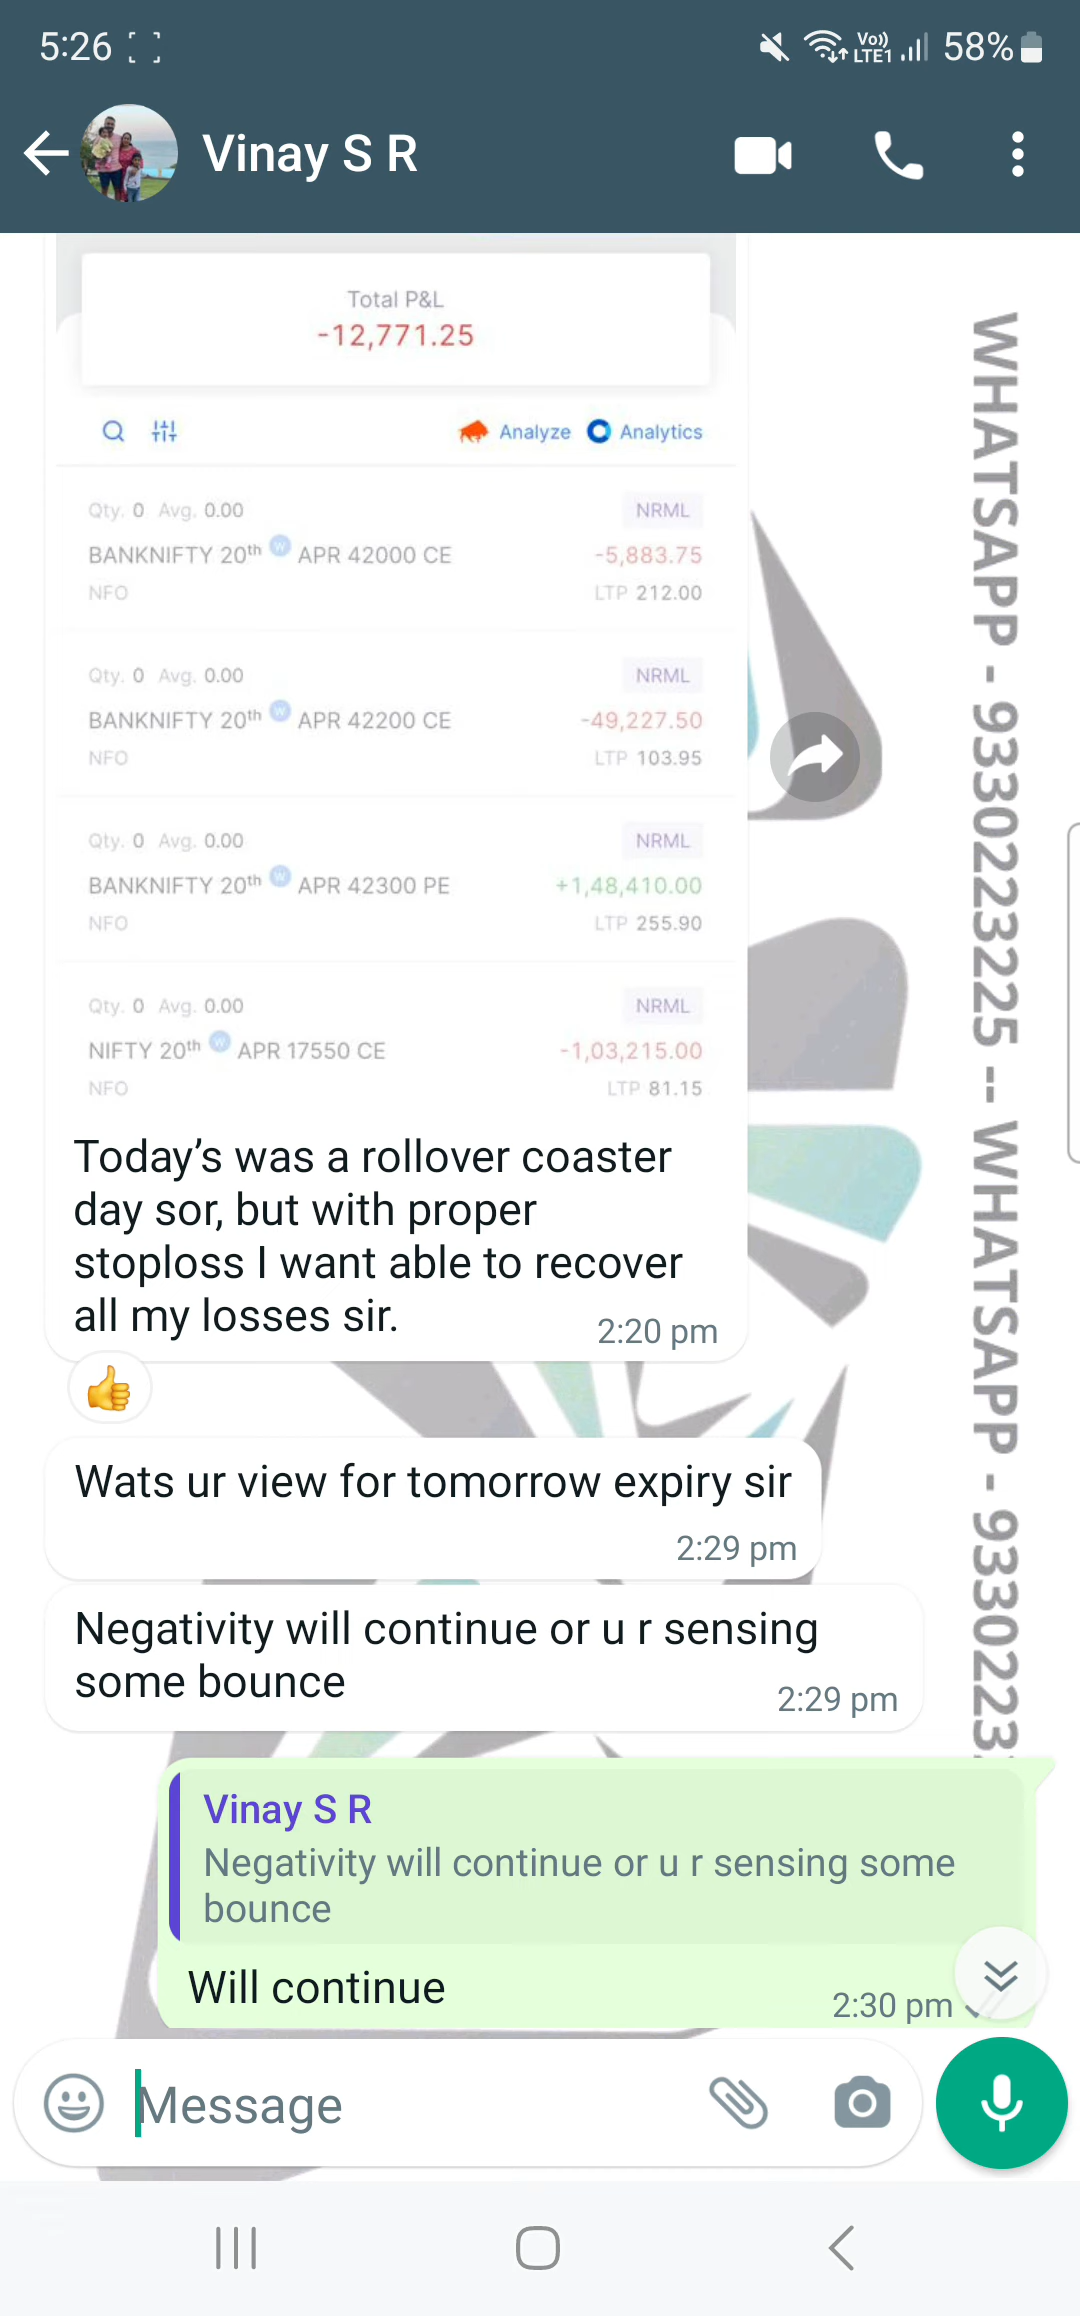 5:26
Vo)) LTE1 58%
Vinay S R
Total P&L
-12,771.25
Analyze Analytics
Qty. 0 Avg. 0.00 NRML
BANKNIFTY 20th W APR 42000 CE -5,883.75
NFO LTP 212.00
Qty. 0 Avg. 0.00 NRML
BANKNIFTY 20th W APR 42200 CE -49,227.50
NFO LTP 103.95
Qty. 0 Avg. 0.00 NRML
BANKNIFTY 20th W APR 42300 PE +1,48,410.00
NFO LTP 255.90
Qty. 0 Avg. 0.00 NRML
NIFTY 20th W APR 17550 CE -1,03,215.00
NFO LTP 81.15
Today’s was a rollover coaster
day sor, but with proper
stoploss I want able to recover
all my losses sir.
2:20 pm
Wats ur view for tomorrow expiry sir
2:29 pm
Negativity will continue or u r sensing
some bounce
2:29 pm
Vinay S R
Negativity will continue or u r sensing some
bounce
Will continue
2:30 pm
Message
WHATSAPP - 9330223225 -- WHATSAPP - 9330223